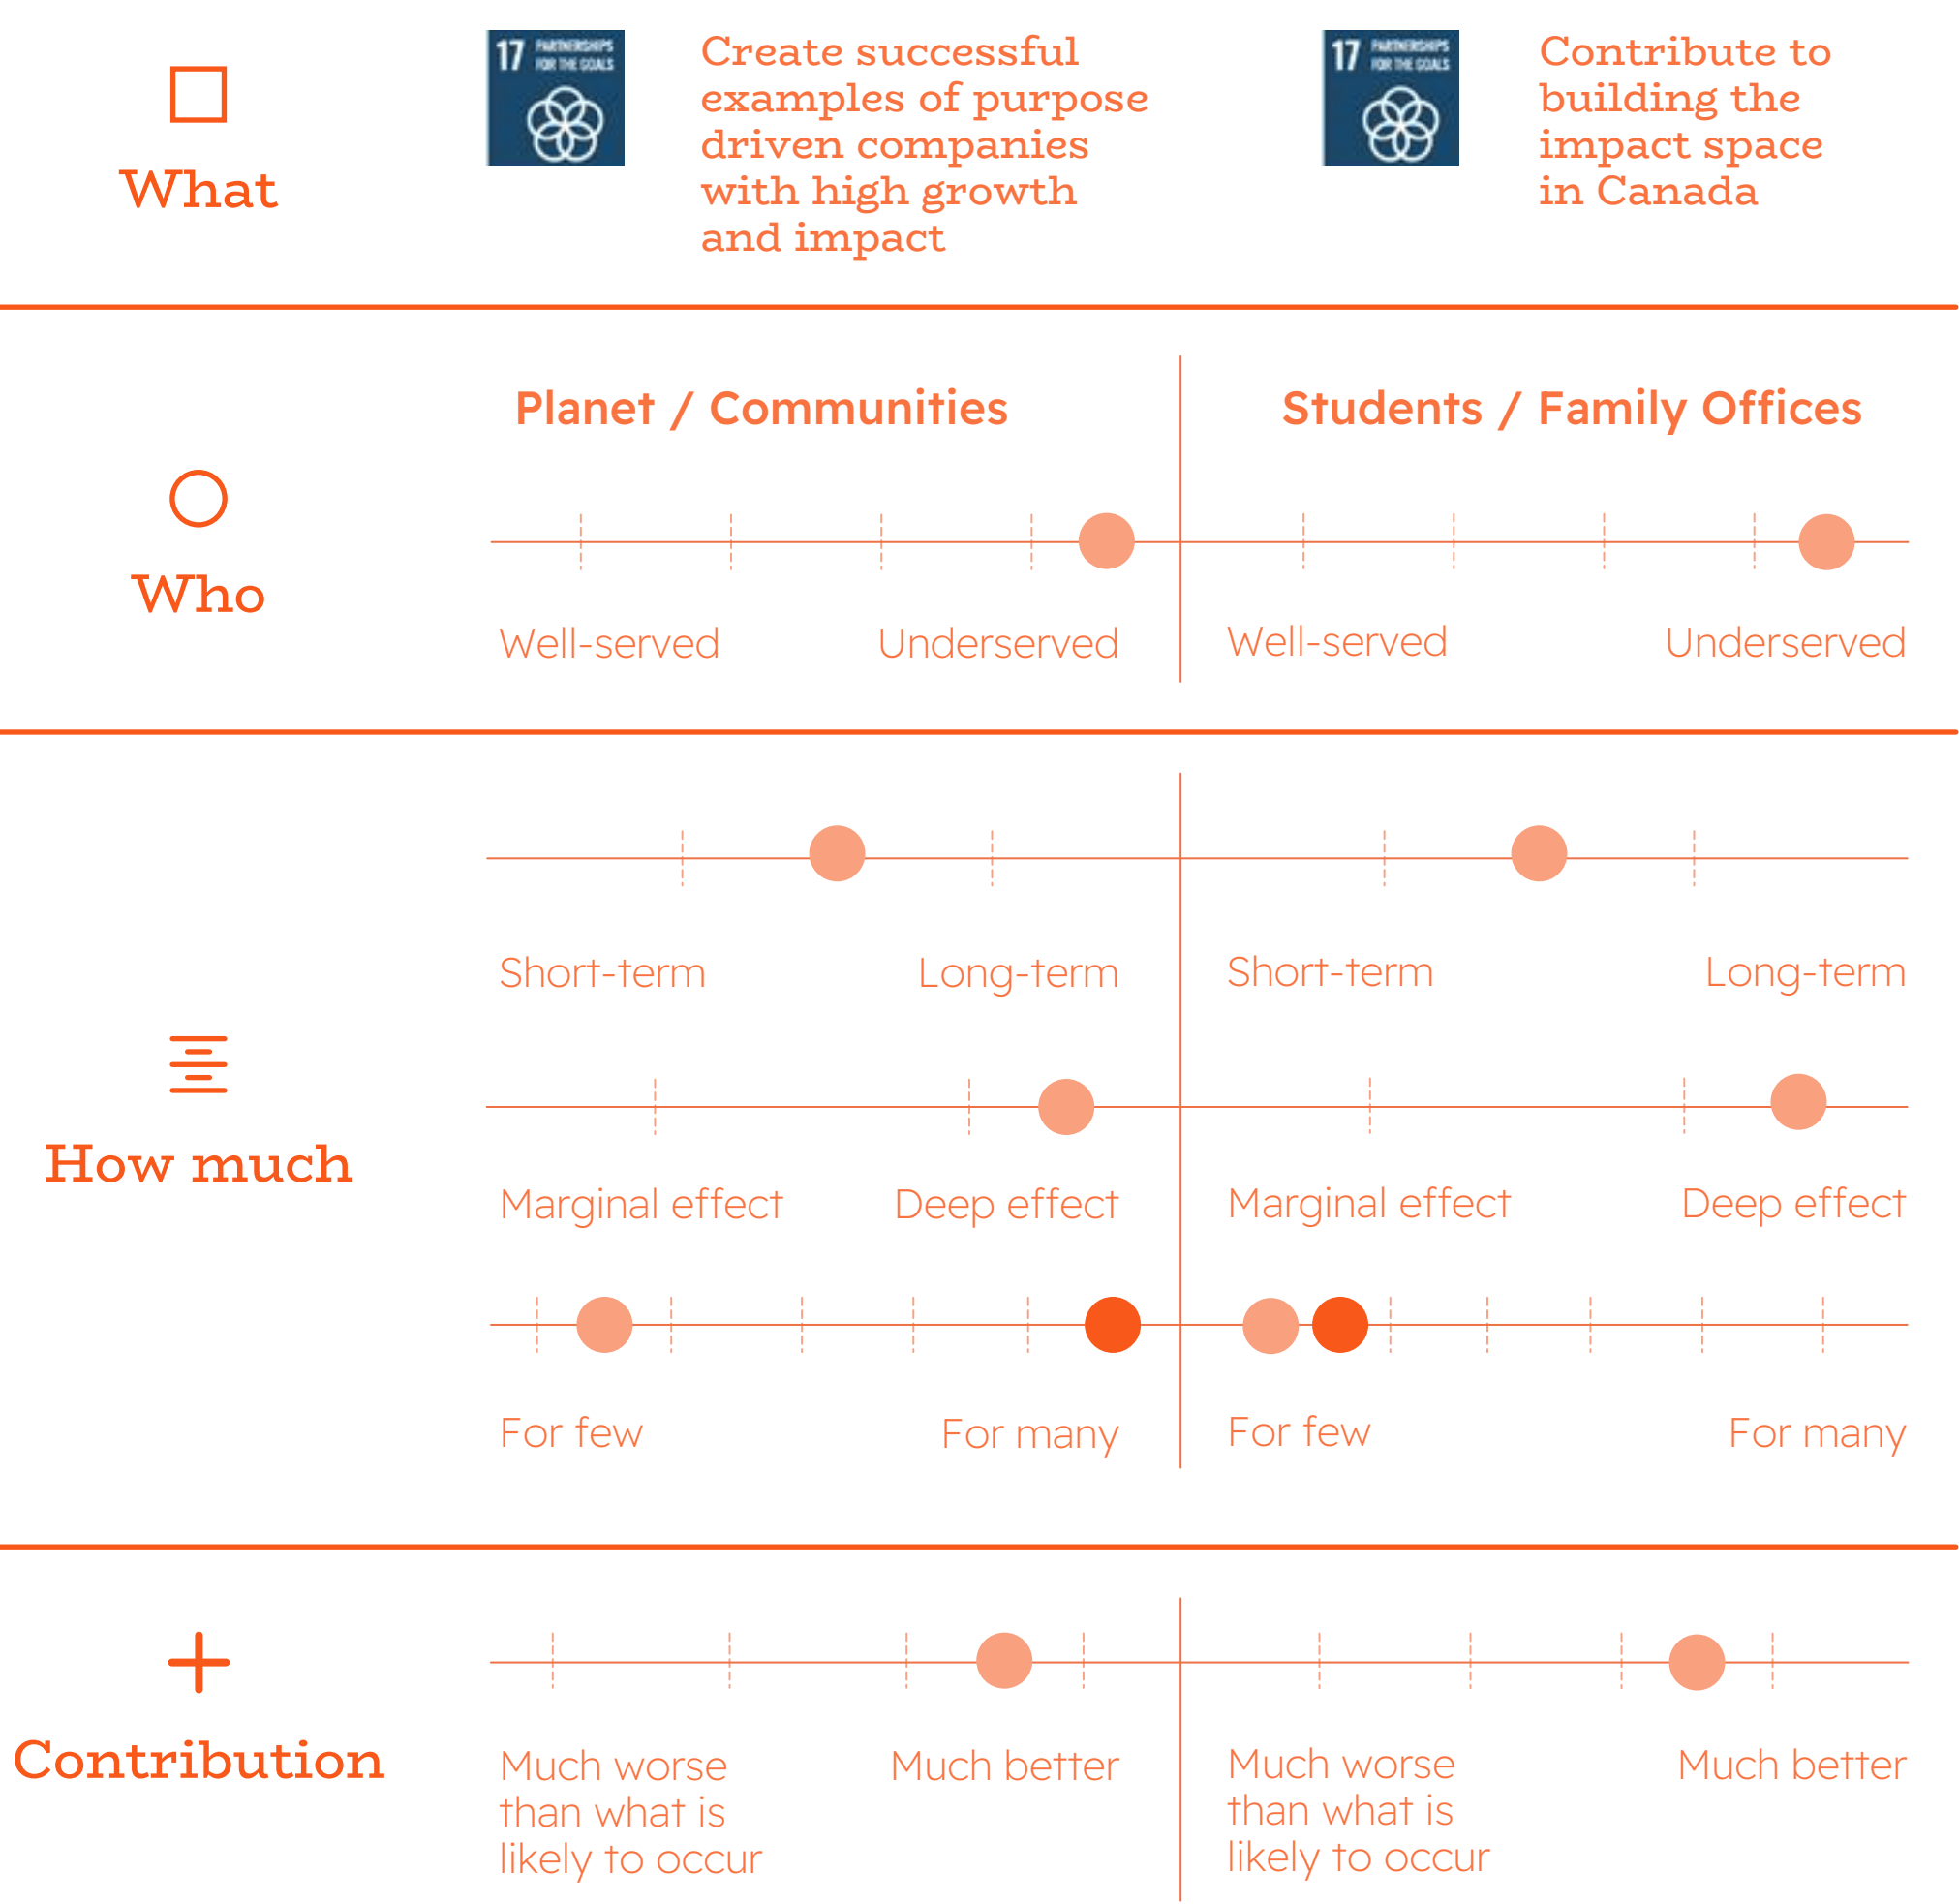 What
17 PARTNERSHIPS
FOR THE GOALS
Create successful
examples of purpose
driven companies
with high growth
and impact
17 PARTNERSHIPS
FOR THE GOALS
Contribute to
building the
impact space
in Canada
Who
Planet / Communities
Well-served Underserved
Students / Family Offices
Well-served Underserved
How much
Short-term Long-term
Marginal effect Deep effect
For few For many
Short-term Long-term
Marginal effect Deep effect
For few For many
Contribution
Much worse
than what is
likely to occur
Much better
Much worse
than what is
likely to occur
Much better